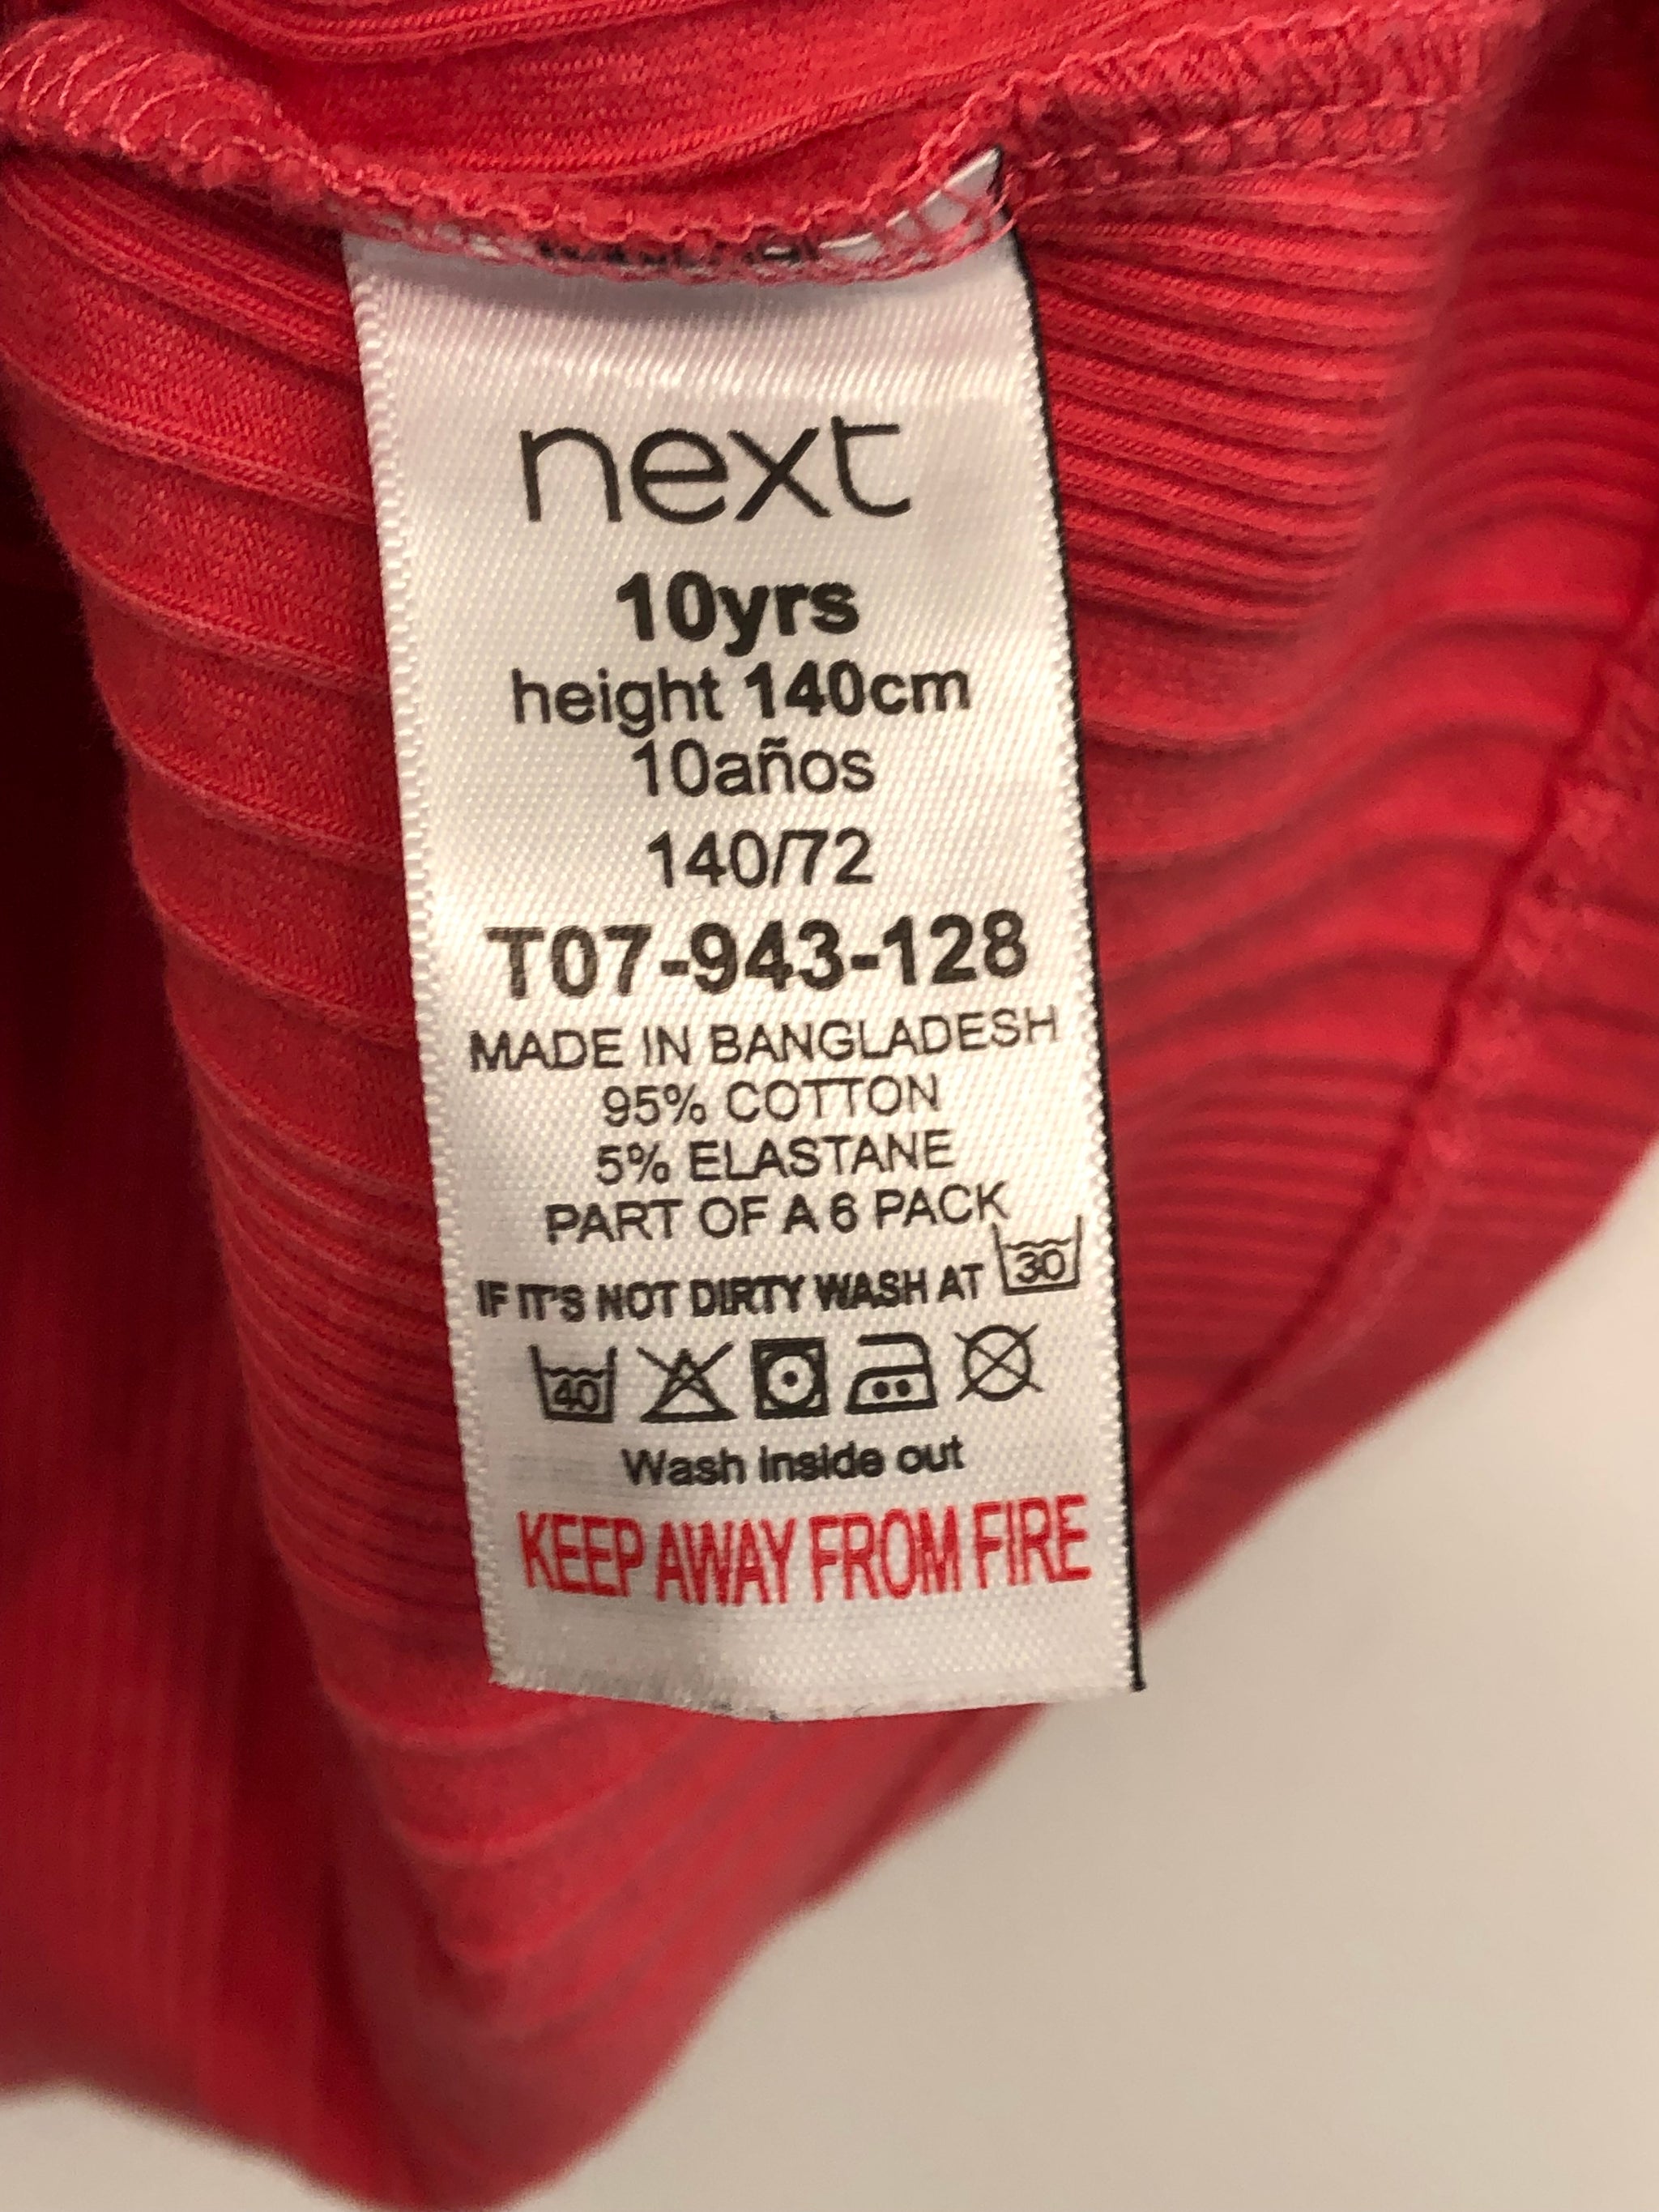 next
10yrs
height 140cm
10años
140/72
T07-943-128
MADE IN BANGLADESH
95% COTTON
5% ELASTANE
PART OF A 6 PACK
IF IT'S NOT DIRTY WASH AT 30
40
Wash inside out
KEEP AWAY FROM FIRE